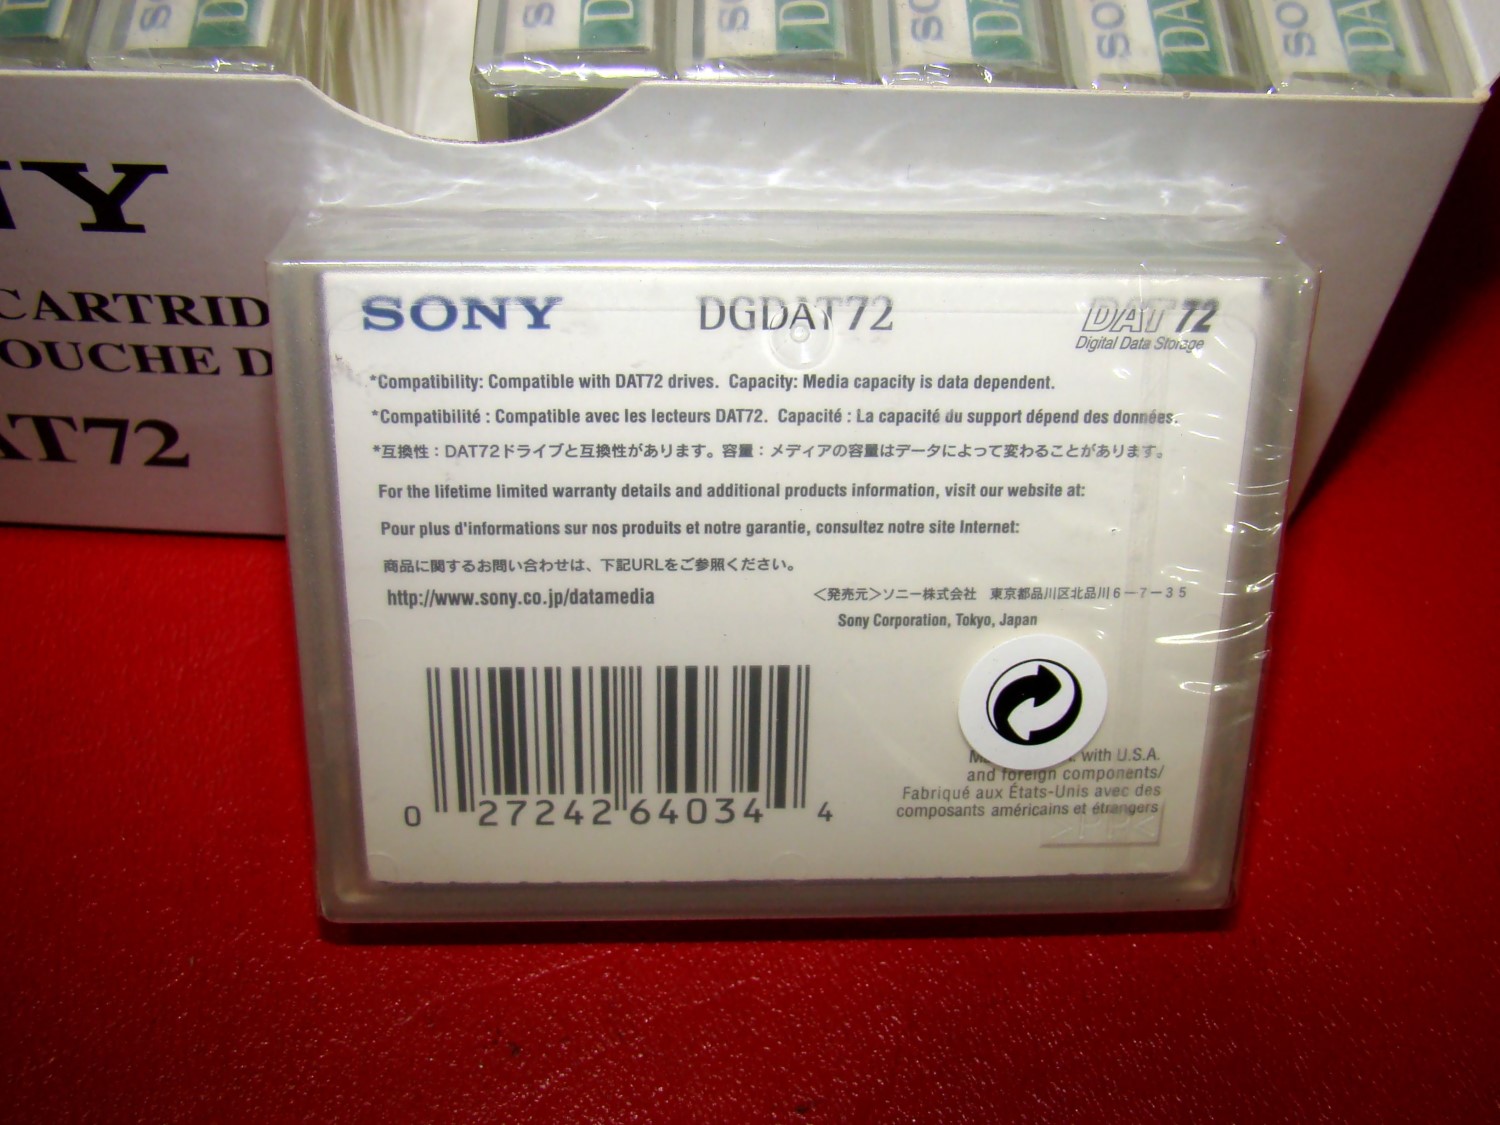 DA
SO DA
SO DA
SO DA
SO DA
NY
CARTRID
OUCHE D
AT72
SONY DGDAT72 DAT 72
Digital Data Storage
*Compatibility: Compatible with DAT72 drives. Capacity: Media capacity is data dependent.
*Compatibilité : Compatible avec les lecteurs DAT72. Capacité : La capacité du support dépend des données.
*互換性：DAT72ドライブと互換性があります。容量：メディアの容量はデータによって変わることがあります。
For the lifetime limited warranty details and additional products information, visit our website at:
Pour plus d'informations sur nos produits et notre garantie, consultez notre site Internet:
商品に関するお問い合わせは、下記URLをご参照ください。
http://www.sony.co.jp/datamedia
＜発売元＞ソニー株式会社 東京都品川区北品川6－7－35
Sony Corporation, Tokyo, Japan
with U.S.A.
and foreign components/
Fabriqué aux États-Unis avec des
composants américains et étrangers
0 27242 64034 4